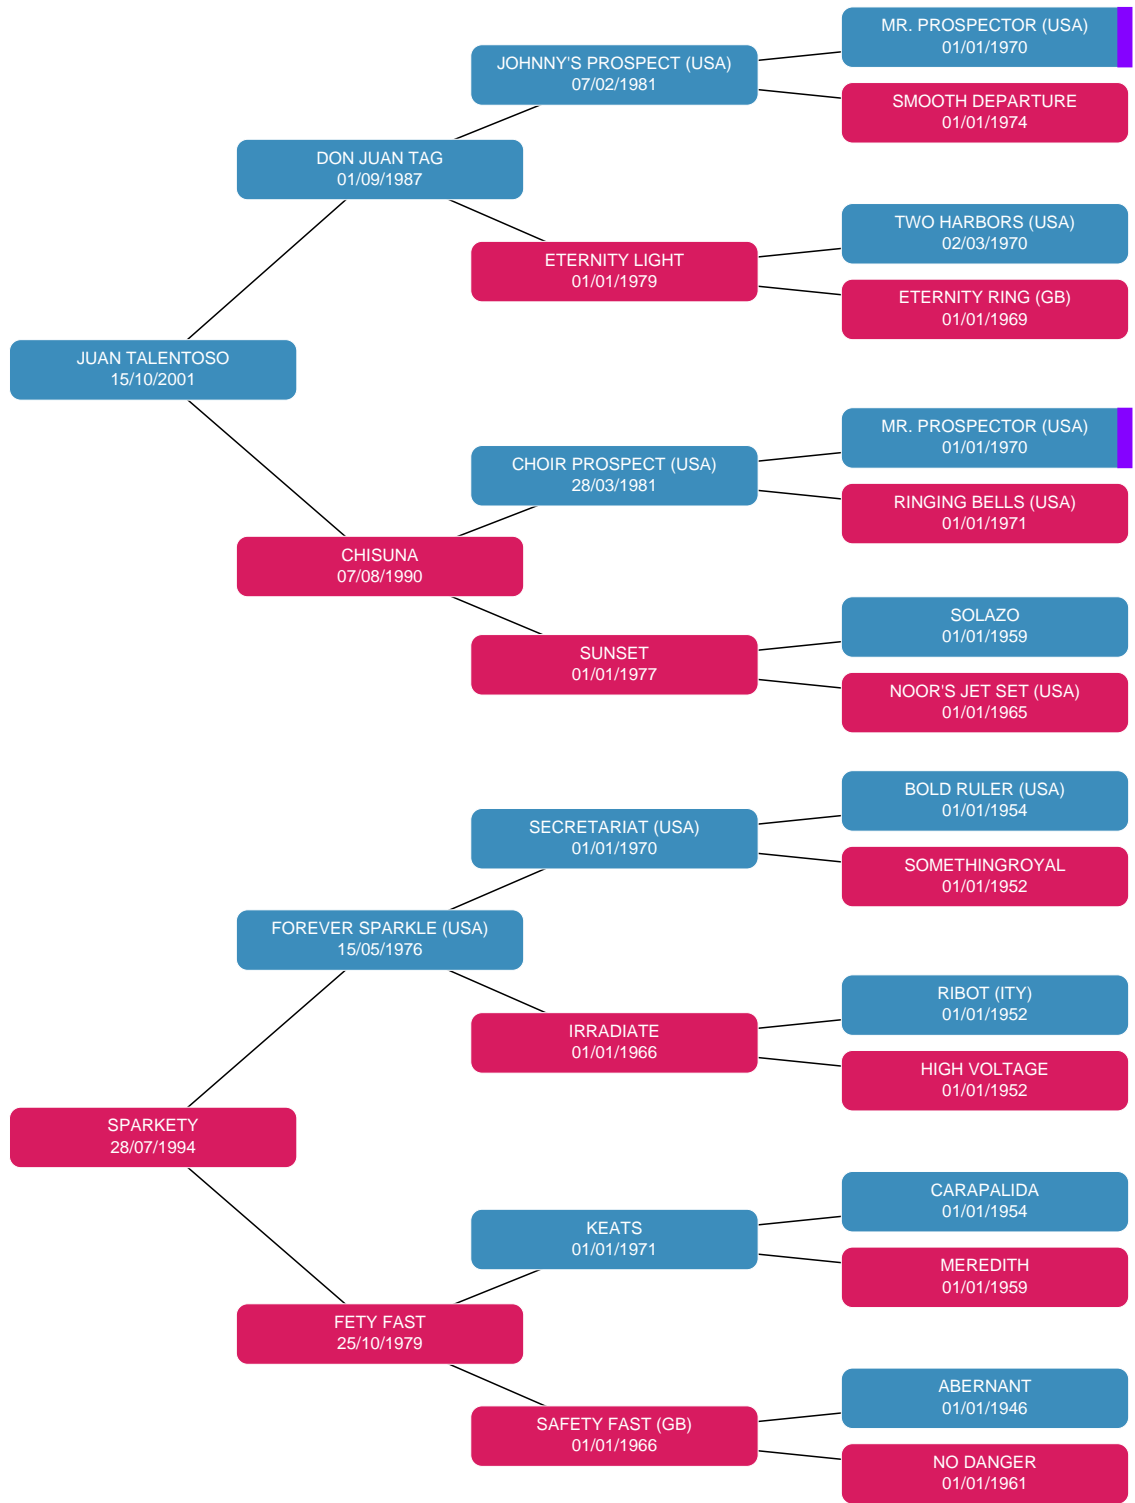 MR. PROSPECTOR (USA)
01/01/1970
JOHNNY'S PROSPECT (USA)
07/02/1981
SMOOTH DEPARTURE
01/01/1974
DON JUAN TAG
01/09/1987
TWO HARBORS (USA)
02/03/1970
ETERNITY LIGHT
01/01/1979
ETERNITY RING (GB)
01/01/1969
JUAN TALENTOSO
15/10/2001
MR. PROSPECTOR (USA)
01/01/1970
CHOIR PROSPECT (USA)
28/03/1981
RINGING BELLS (USA)
01/01/1971
CHISUNA
07/08/1990
SOLAZO
01/01/1959
SUNSET
01/01/1977
NOOR'S JET SET (USA)
01/01/1965
BOLD RULER (USA)
01/01/1954
SECRETARIAT (USA)
01/01/1970
SOMETHINGROYAL
01/01/1952
FOREVER SPARKLE (USA)
15/05/1976
RIBOT (ITY)
01/01/1952
IRRADIATE
01/01/1966
HIGH VOLTAGE
01/01/1952
SPARKETY
28/07/1994
CARAPALIDA
01/01/1954
KEATS
01/01/1971
MEREDITH
01/01/1959
FETY FAST
25/10/1979
ABERNANT
01/01/1946
SAFETY FAST (GB)
01/01/1966
NO DANGER
01/01/1961